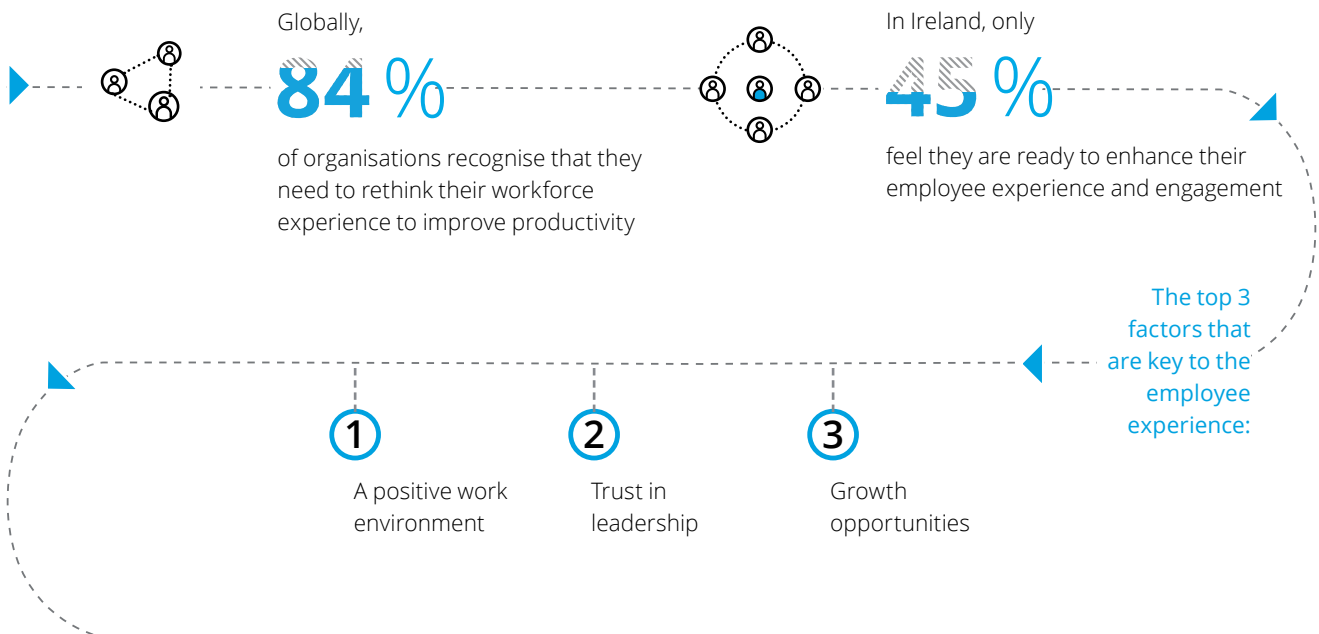 Globally,
84 %
of organisations recognise that they
need to rethink their workforce
experience to improve productivity
In Ireland, only
45 %
feel they are ready to enhance their
employee experience and engagement
The top 3
factors that
are key to the
employee
experience:
1
A positive work
environment
2
Trust in
leadership
3
Growth
opportunities